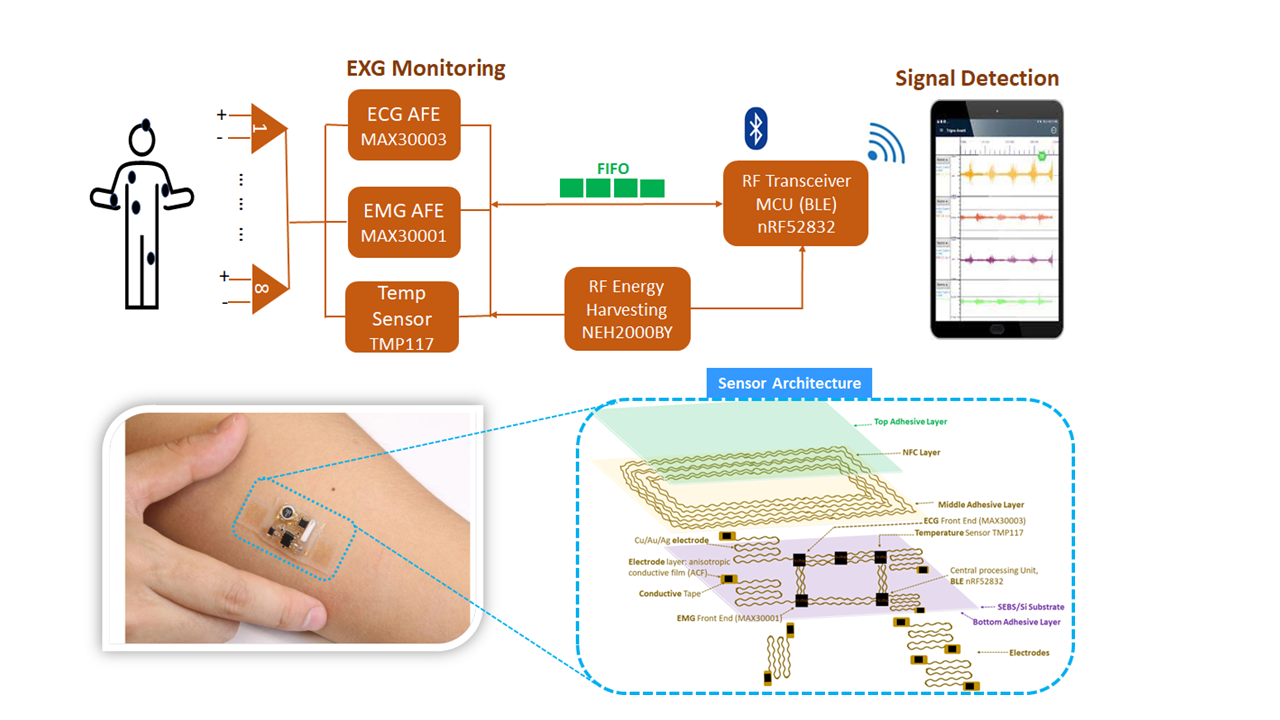 EXG Monitoring
Signal Detection
+
-
1
+
-
8
ECG AFE
MAX30003
EMG AFE
MAX30001
Temp
Sensor
TMP117
FIFO
RF Transceiver
MCU (BLE)
nRF52832
RF Energy
Harvesting
NEH2000BY
Sensor Architecture
Top Adhesive Layer
NFC Layer
Middle Adhesive Layer
ECG Front End (MAX30003)
Temperature Sensor TMP117
Cu/Au/Ag electrode
Electrode layer; anisotropic
conductive film (ACF)
Conductive Tape
Central processing Unit,
BLE nRF52832
SEBS/Si Substrate
Bottom Adhesive Layer
EMG Front End (MAX30001)
Electrodes